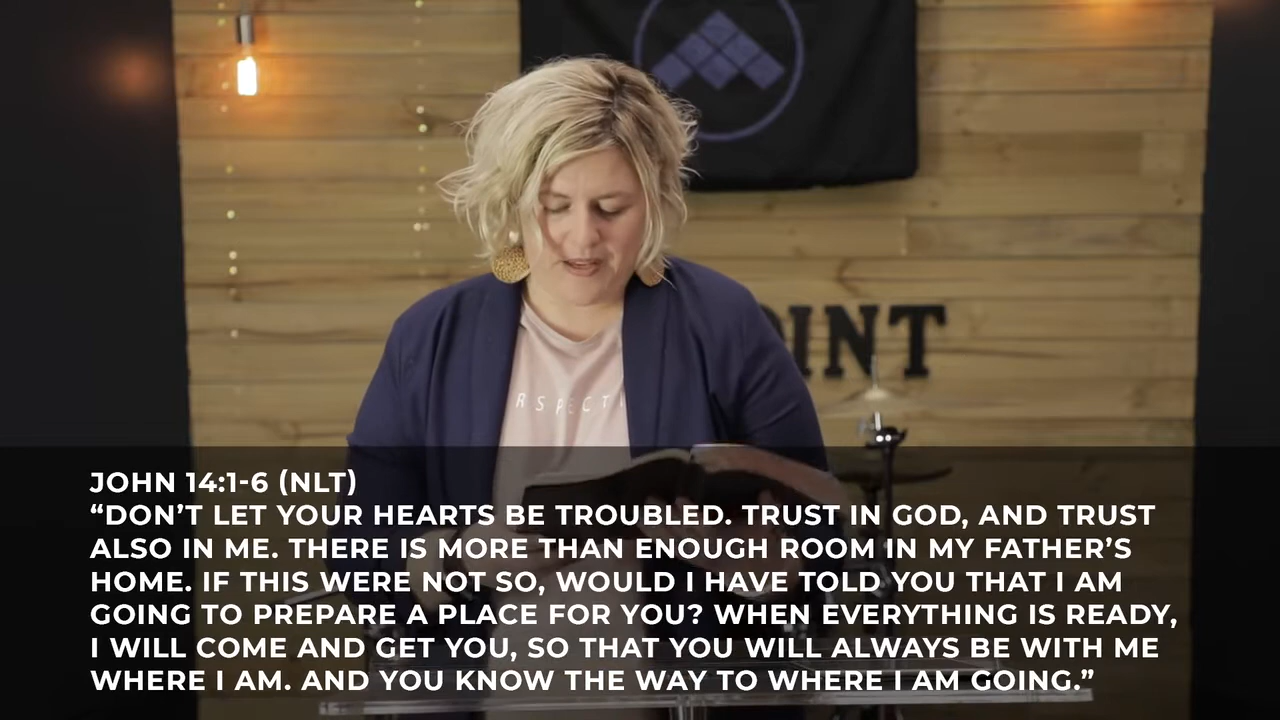 RSPECTI
INT
JOHN 14:1-6 (NLT)
“DON’T LET YOUR HEARTS BE TROUBLED. TRUST IN GOD, AND TRUST
ALSO IN ME. THERE IS MORE THAN ENOUGH ROOM IN MY FATHER’S
HOME. IF THIS WERE NOT SO, WOULD I HAVE TOLD YOU THAT I AM
GOING TO PREPARE A PLACE FOR YOU? WHEN EVERYTHING IS READY,
I WILL COME AND GET YOU, SO THAT YOU WILL ALWAYS BE WITH ME
WHERE I AM. AND YOU KNOW THE WAY TO WHERE I AM GOING.”